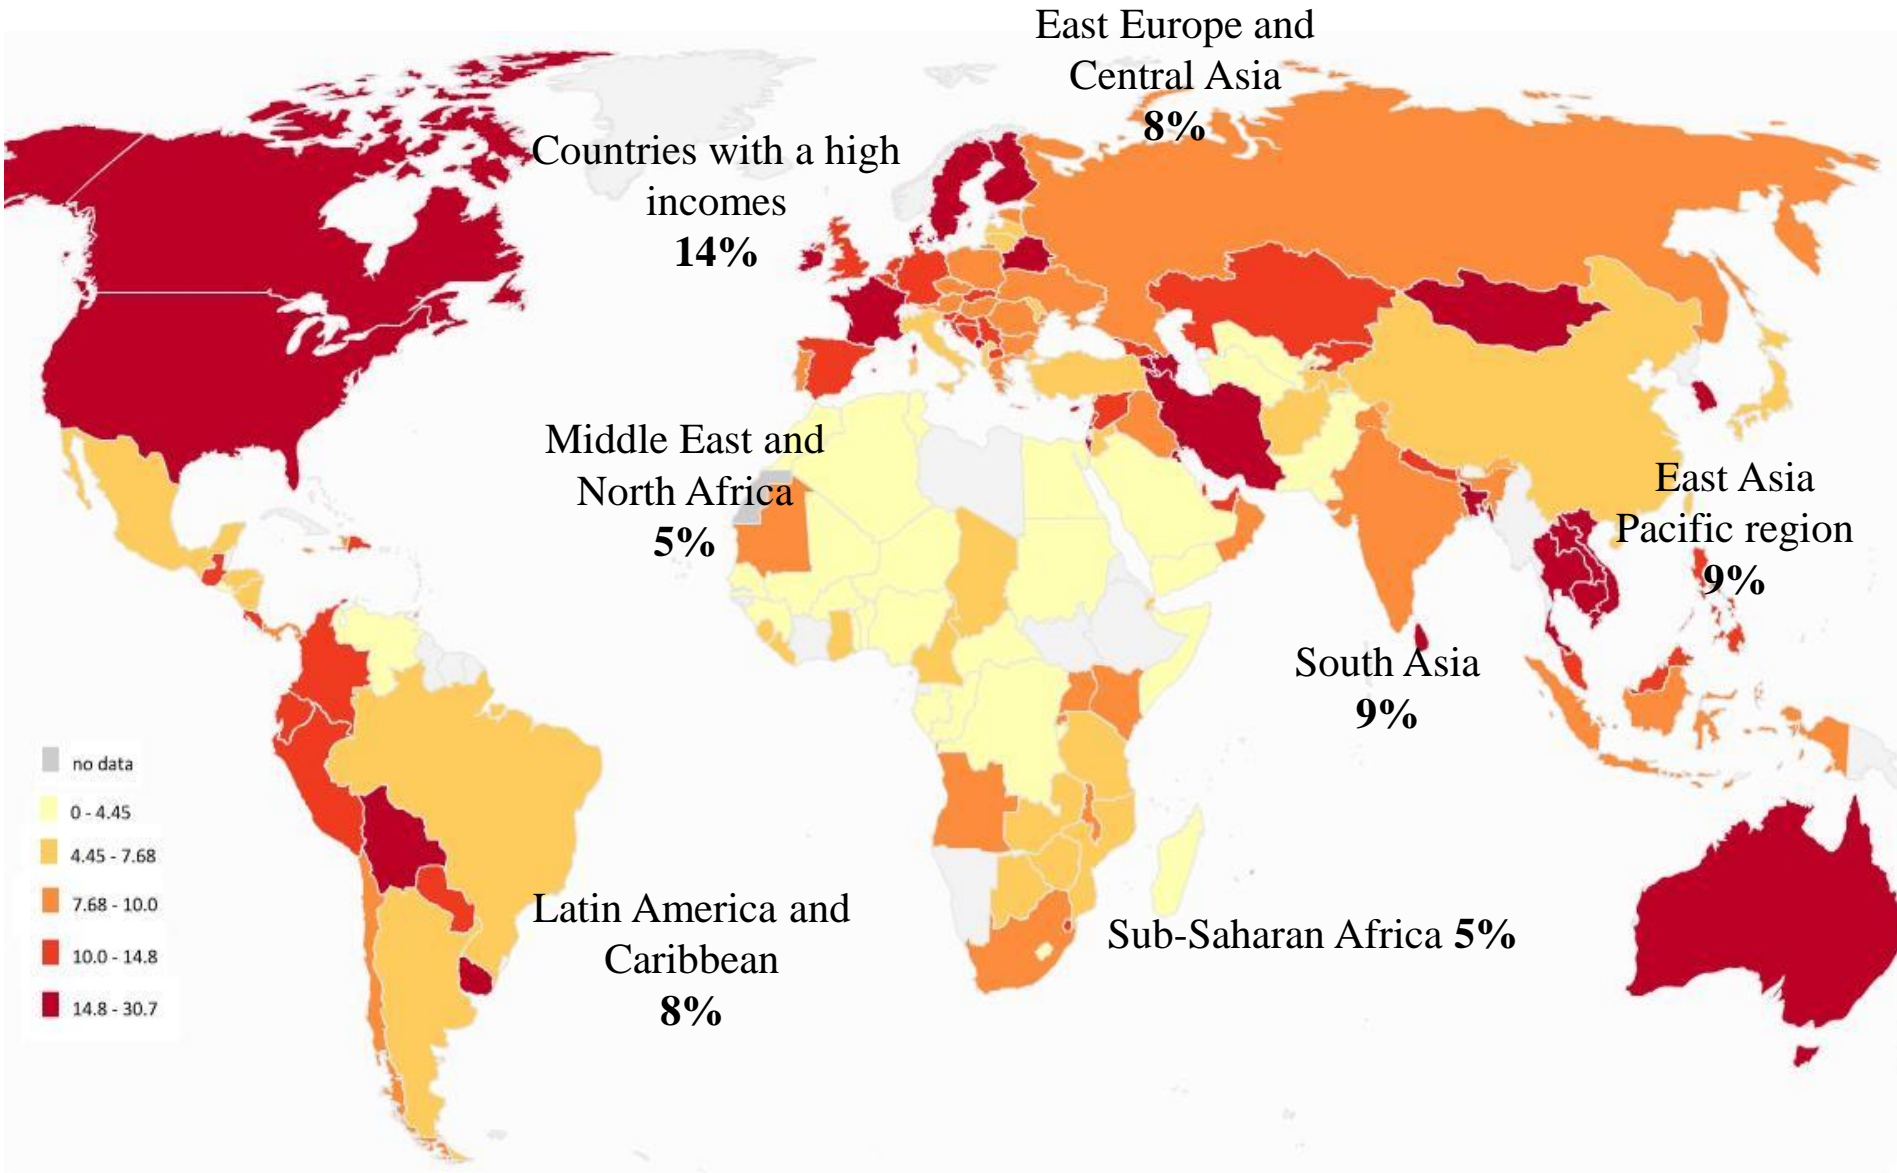 East Europe and
Central Asia
8%
Countries with a high
incomes
14%
Middle East and
North Africa
5%
East Asia
Pacific region
9%
South Asia
9%
Latin America and
Caribbean
8%
Sub-Saharan Africa 5%
no data
0 - 4.45
4.45 - 7.68
7.68 - 10.0
10.0 - 14.8
14.8 - 30.7